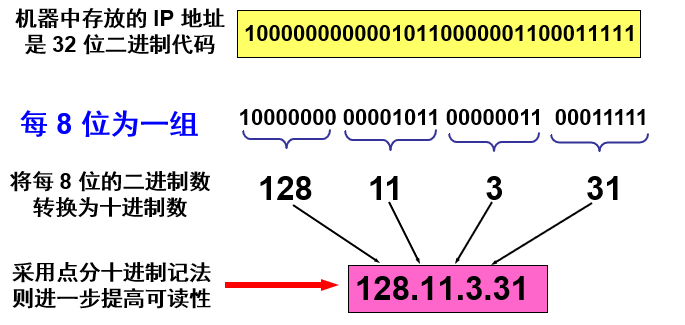 机器中存放的 IP 地址
是 32 位二进制代码
10000000000010110000001100011111
每 8 位为一组
10000000 00001011 00000011 00011111
将每 8 位的二进制数
转换为十进制数
128 11 3 31
采用点分十进制记法
则进一步提高可读性
128.11.3.31